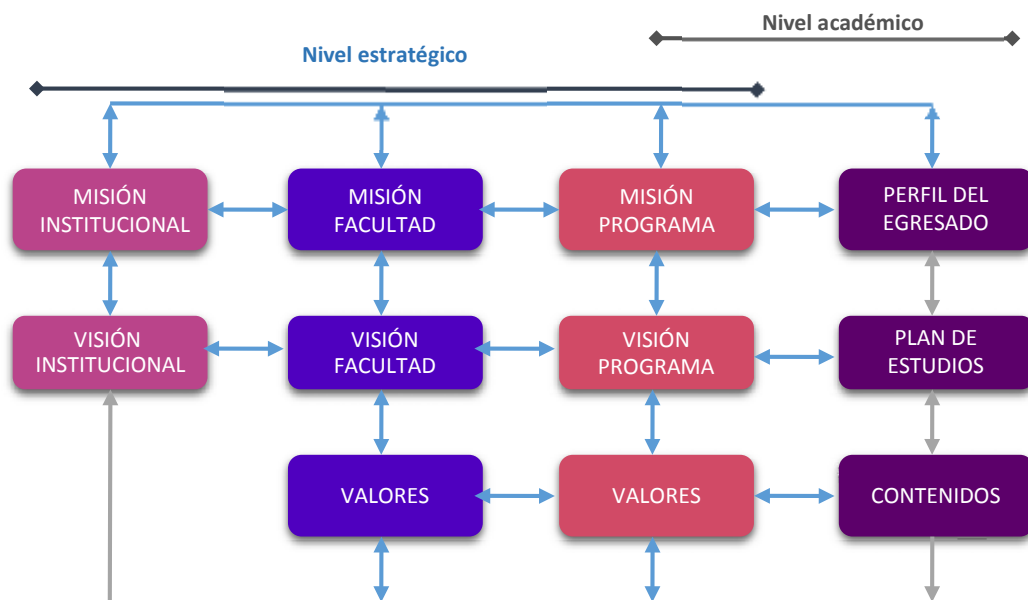 Nivel académico
Nivel estratégico
MISIÓN
INSTITUCIONAL
MISIÓN
FACULTAD
MISIÓN
PROGRAMA
PERFIL DEL
EGRESADO
VISIÓN
INSTITUCIONAL
VISIÓN
FACULTAD
VISIÓN
PROGRAMA
PLAN DE
ESTUDIOS
VALORES
VALORES
CONTENIDOS